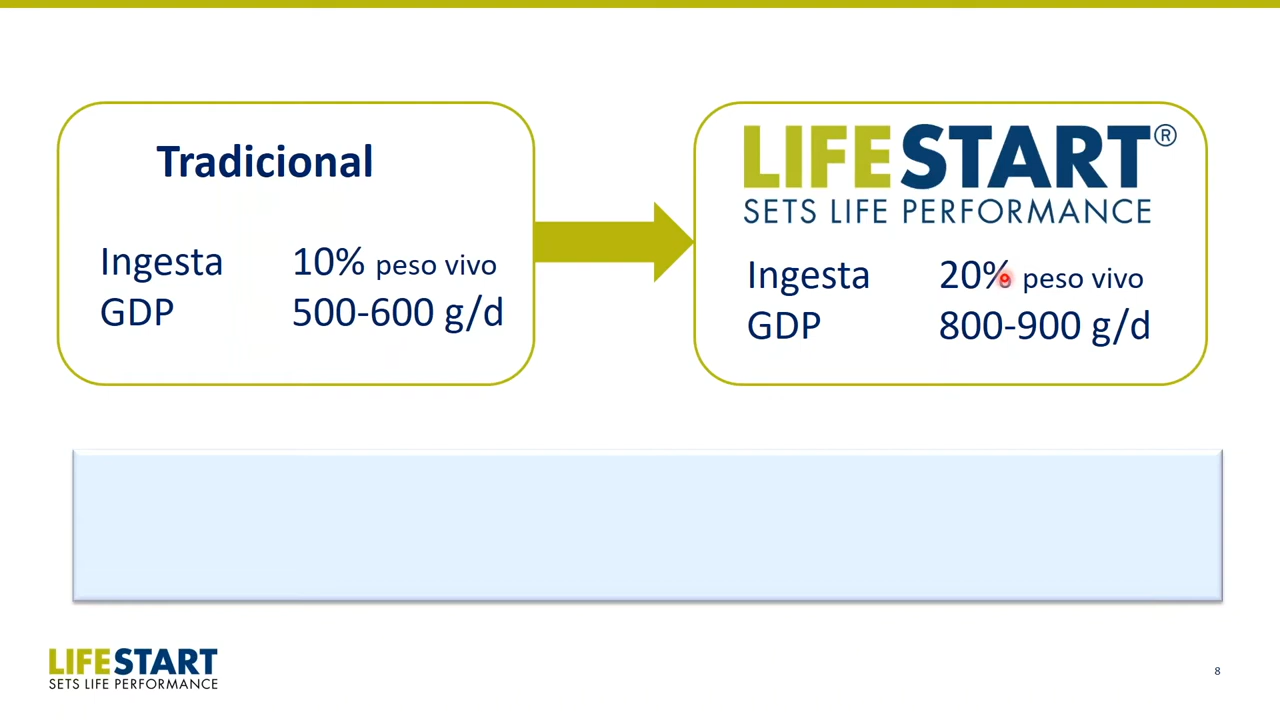 Tradicional
Ingesta 10% peso vivo
GDP 500-600 g/d
LIFESTART®
SETS LIFE PERFORMANCE
Ingesta 20% peso vivo
GDP 800-900 g/d
LIFESTART
SETS LIFE PERFORMANCE
8